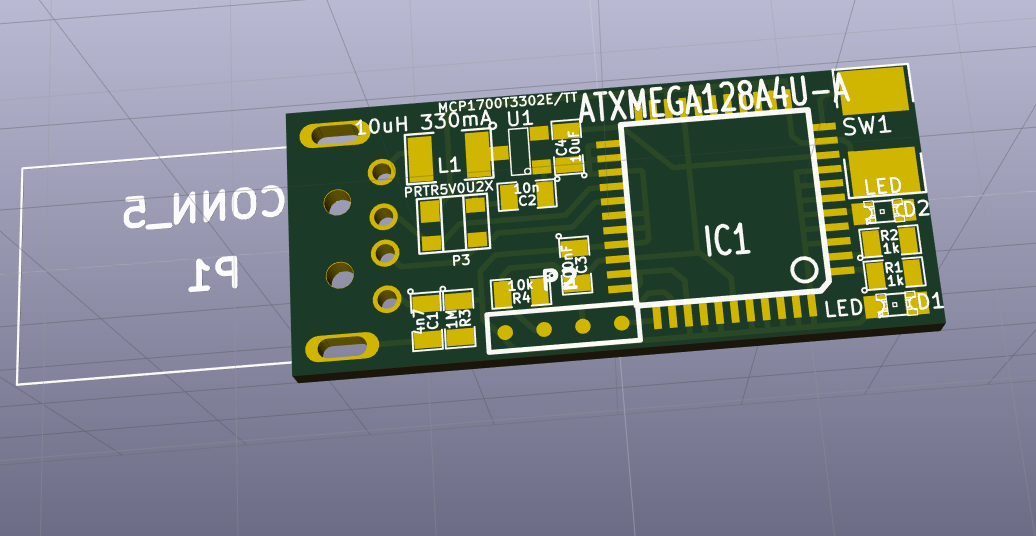 MCP1700T3302E/TT
ATXMEGA128A4U-A
10uH 330mA
U1
C4
10uF
SW1
L1
PRTR5V0U2X
10n
C2
LED
D2
CONN_5
P1
R2
1k
IC1
P3
C3
P2
10k
R4
R1
1k
4n7
C1
1M
R3
LED
D1